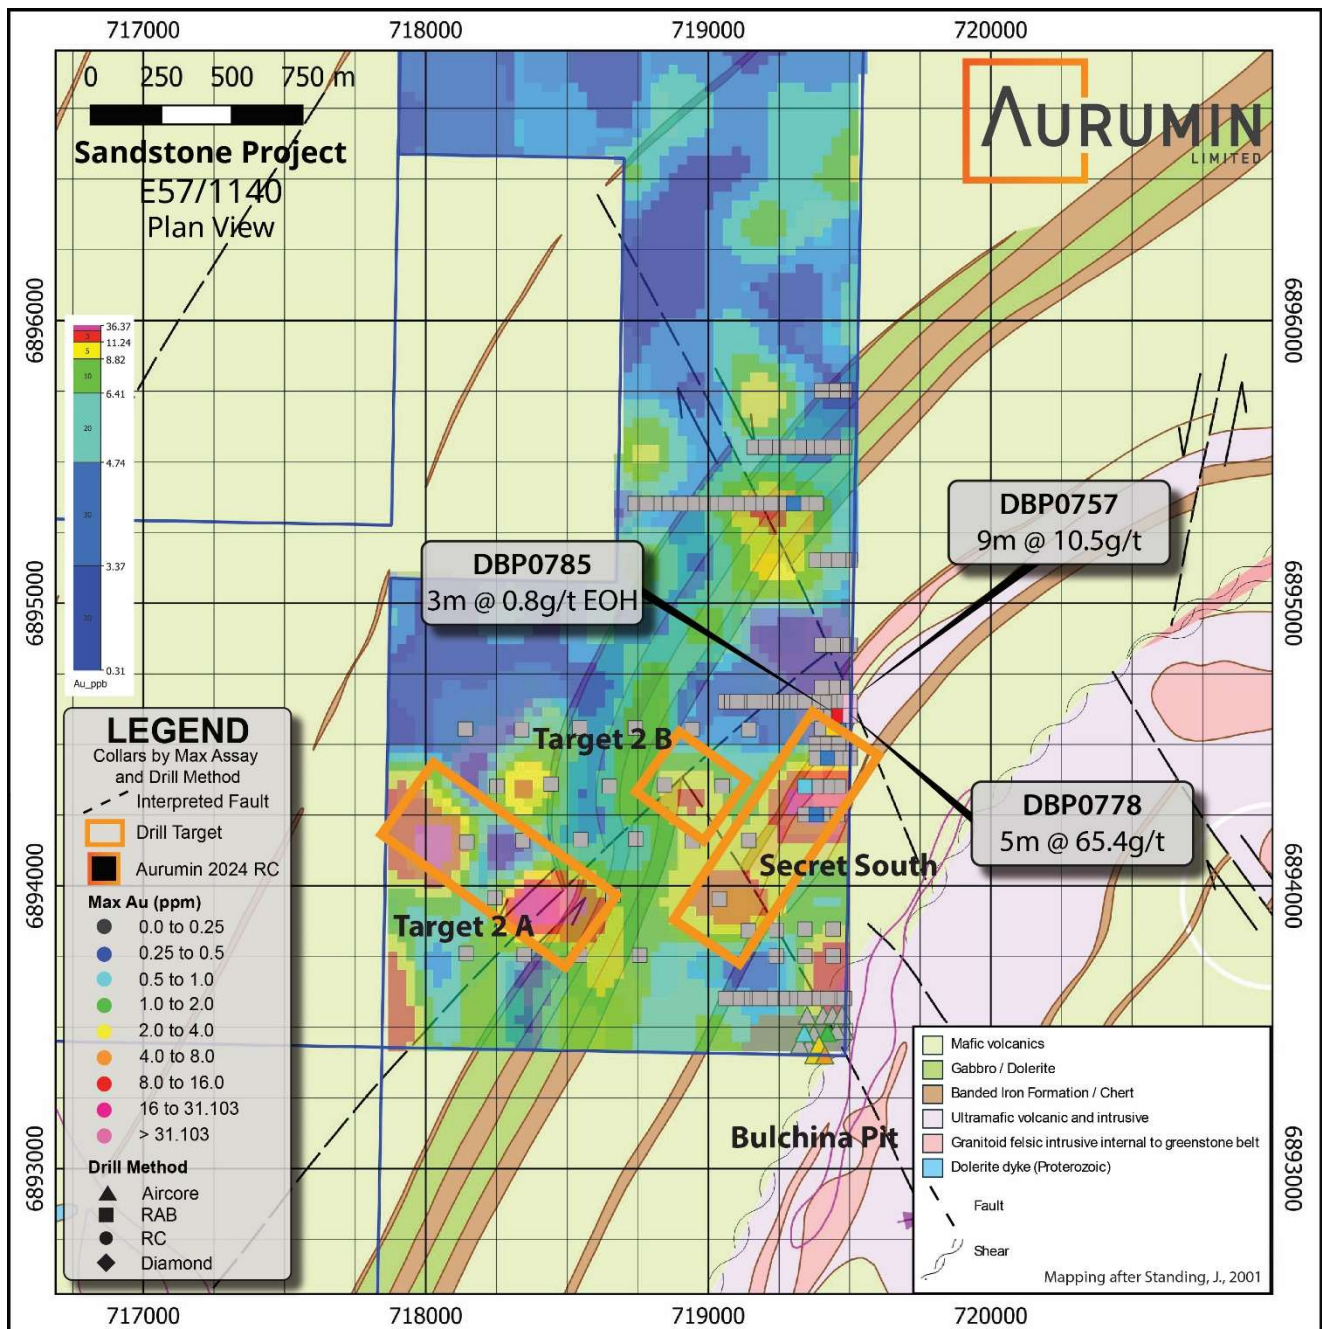 717000
718000
719000
720000
0 250 500 750 m
Sandstone Project
E57/1140
Plan View
AURUMIN
LIMITED
6896000
6896000
36.37
3
11.24
5
8.82
10
6.41
20
4.74
20
3.37
0.31
Au_ppb
6895000
6895000
DBP0757
9m @ 10.5g/t
DBP0785
3m @ 0.8g/t EOH
DBP0778
5m @ 65.4g/t
Target 2 B
Secret South
Target 2 A
Bulchina Pit
6894000
6894000
6893000
6893000
LEGEND
Collars by Max Assay
and Drill Method
Interpreted Fault
Drill Target
Aurumin 2024 RC
Max Au (ppm)
0.0 to 0.25
0.25 to 0.5
0.5 to 1.0
1.0 to 2.0
2.0 to 4.0
4.0 to 8.0
8.0 to 16.0
16 to 31.103
> 31.103
Drill Method
Aircore
RAB
RC
Diamond
Mafic volcanics
Gabbro / Dolerite
Banded Iron Formation / Chert
Ultramafic volcanic and intrusive
Granitoid felsic intrusive internal to greenstone belt
Dolerite dyke (Proterozoic)
Fault
Shear
Mapping after Standing, J., 2001
717000
718000
719000
720000